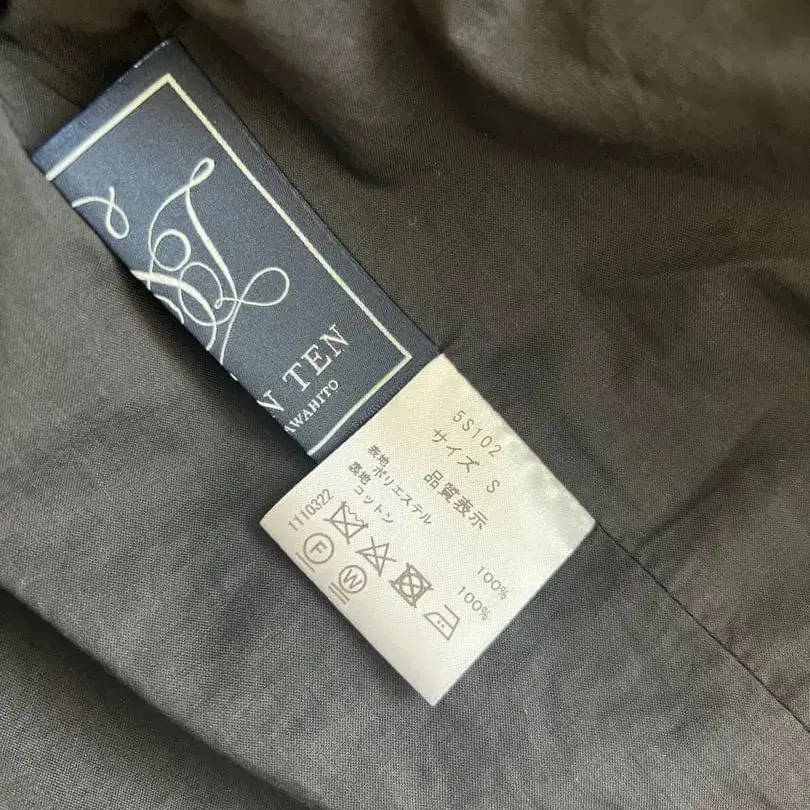 N TEN
AWAHITO
5S102
サイズ S
品質表示
表地 ポリエステル 100%
裏地 コットン 100%
1110322
F
W